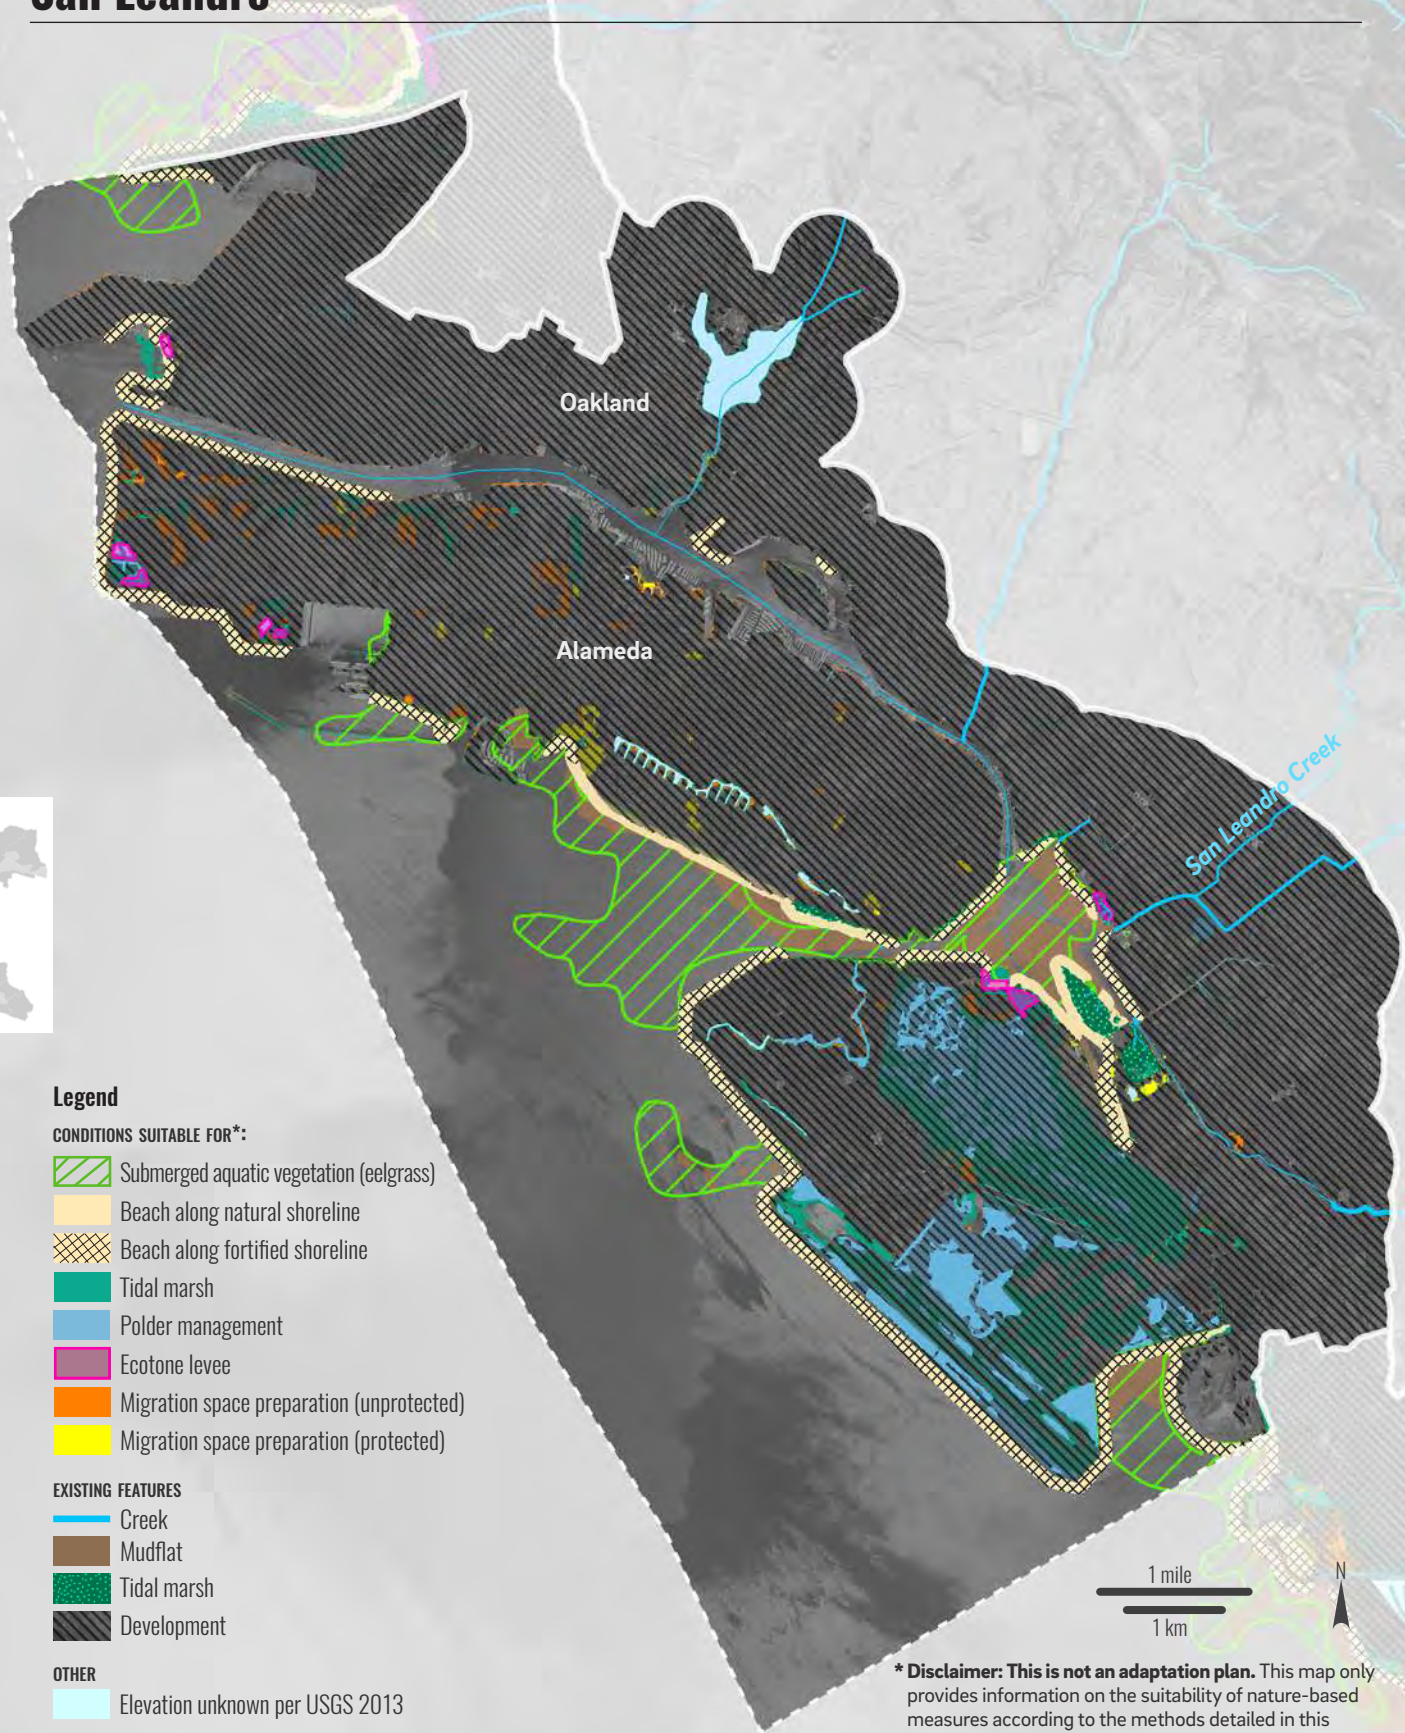 San Leandro
Oakland
Alameda
San Leandro Creek
Legend
CONDITIONS SUITABLE FOR*:
Submerged aquatic vegetation (eelgrass)
Beach along natural shoreline
Beach along fortified shoreline
Tidal marsh
Polder management
Ecotone levee
Migration space preparation (unprotected)
Migration space preparation (protected)
EXISTING FEATURES
Creek
Mudflat
Tidal marsh
Development
OTHER
Elevation unknown per USGS 2013
1 mile
1 km
N
* Disclaimer: This is not an adaptation plan. This map only
provides information on the suitability of nature-based
measures according to the methods detailed in this